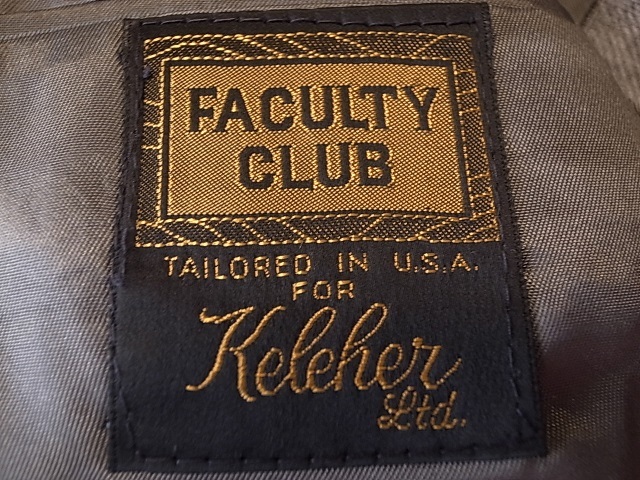 FACULTY
CLUB
TAILORED IN U.S.A.
FOR
Keleher
Ltd.